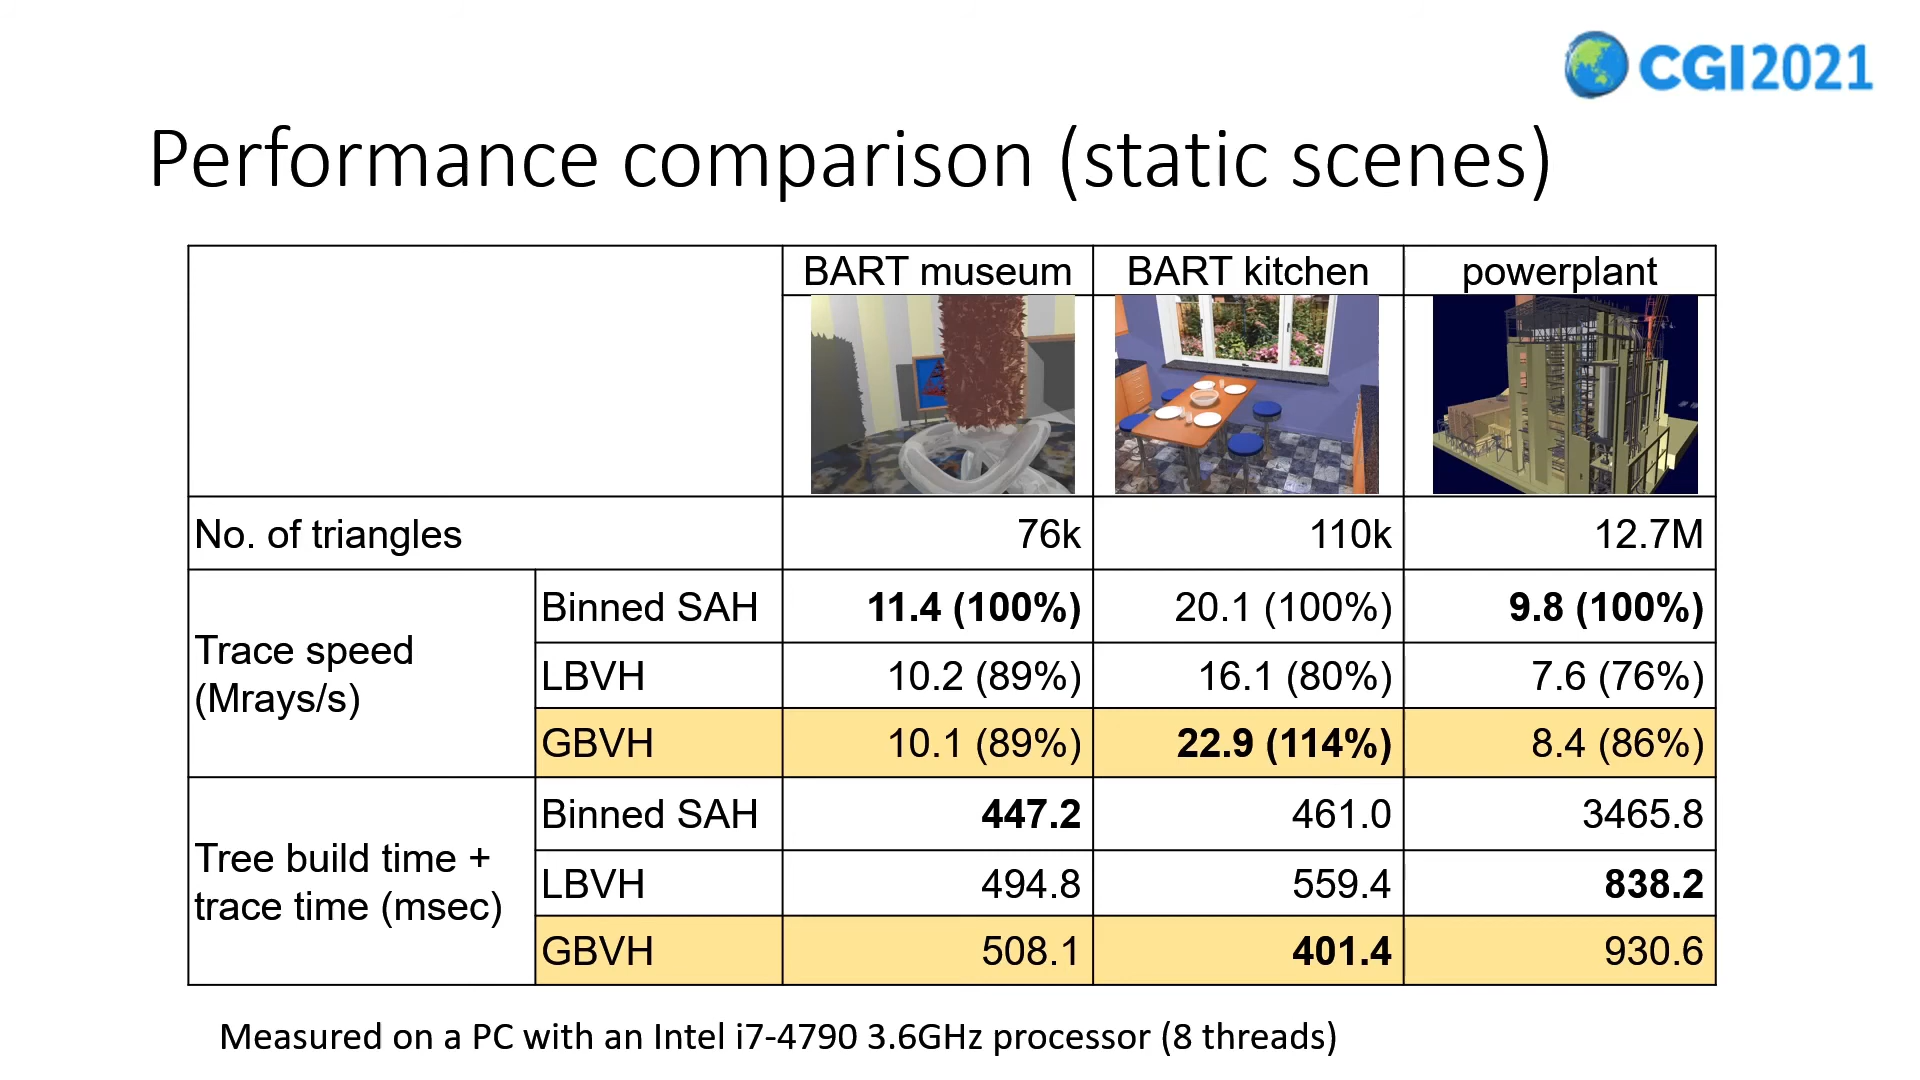 CGI2021
Performance comparison (static scenes)
BART museum BART kitchen powerplant
No. of triangles 76k 110k 12.7M
Trace speed
(Mrays/s)
Binned SAH 11.4 (100%) 20.1 (100%) 9.8 (100%)
LBVH 10.2 (89%) 16.1 (80%) 7.6 (76%)
GBVH 10.1 (89%) 22.9 (114%) 8.4 (86%)
Tree build time +
trace time (msec)
Binned SAH 447.2 461.0 3465.8
LBVH 494.8 559.4 838.2
GBVH 508.1 401.4 930.6
Measured on a PC with an Intel i7-4790 3.6GHz processor (8 threads)